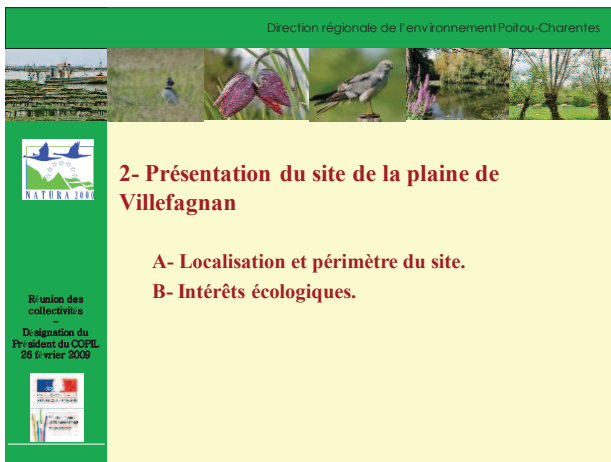 Direction régionale de l'environnement Poitou-Charentes
NATURA 2000
2- Présentation du site de la plaine de
Villefagnan
A- Localisation et périmètre du site.
B- Intérêts écologiques.
Réunion des
collectivités
–
Désignation du
Président du COPIL
26 février 2009